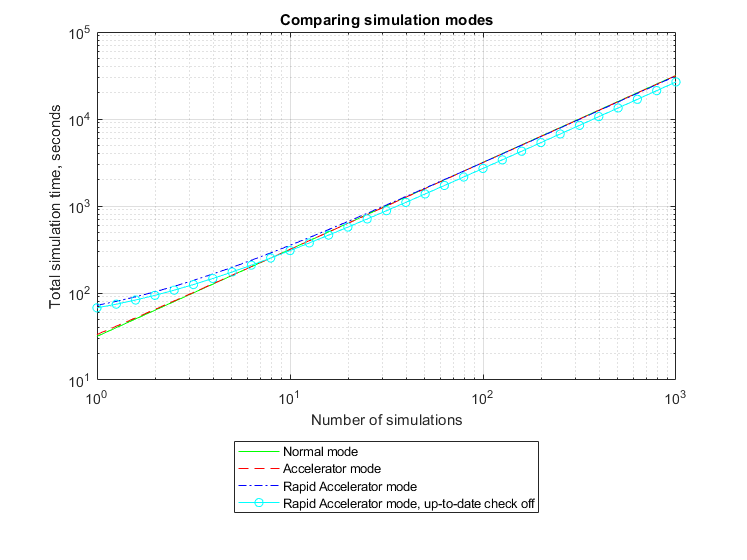 Comparing simulation modes
Total simulation time, seconds
10^5
10^4
10^3
10^2
10^1
10^0 10^1 10^2 10^3
Number of simulations
Normal mode
Accelerator mode
Rapid Accelerator mode
Rapid Accelerator mode, up-to-date check off